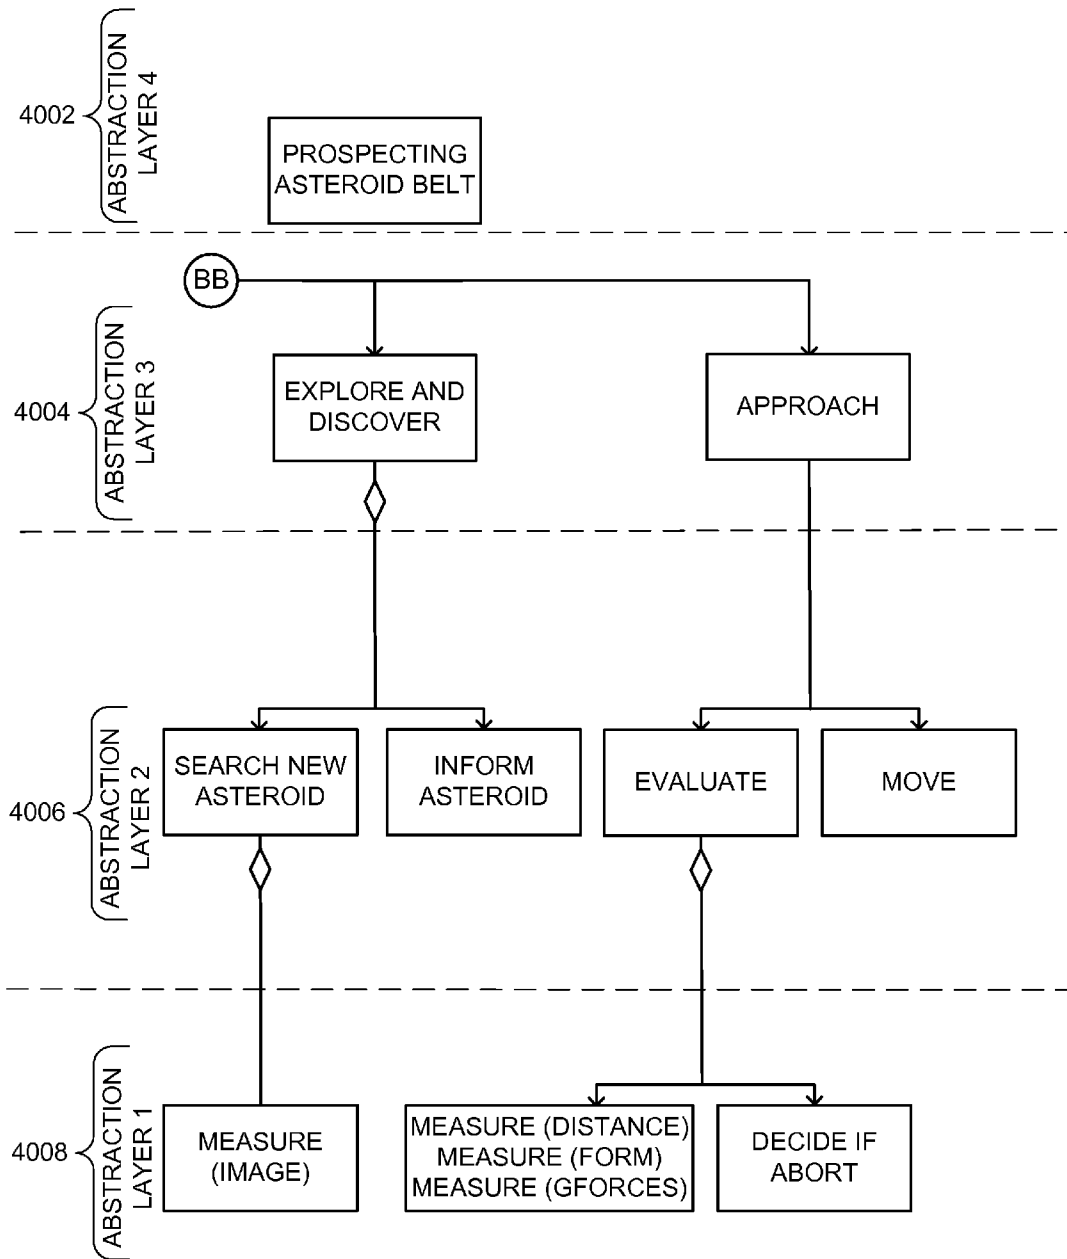 4002
ABSTRACTION
LAYER 4
PROSPECTING
ASTEROID BELT
BB
4004
ABSTRACTION
LAYER 3
EXPLORE AND
DISCOVER
APPROACH
4006
ABSTRACTION
LAYER 2
SEARCH NEW
ASTEROID
INFORM
ASTEROID
EVALUATE
MOVE
4008
ABSTRACTION
LAYER 1
MEASURE
(IMAGE)
MEASURE (DISTANCE)
MEASURE (FORM)
MEASURE (GFORCES)
DECIDE IF
ABORT